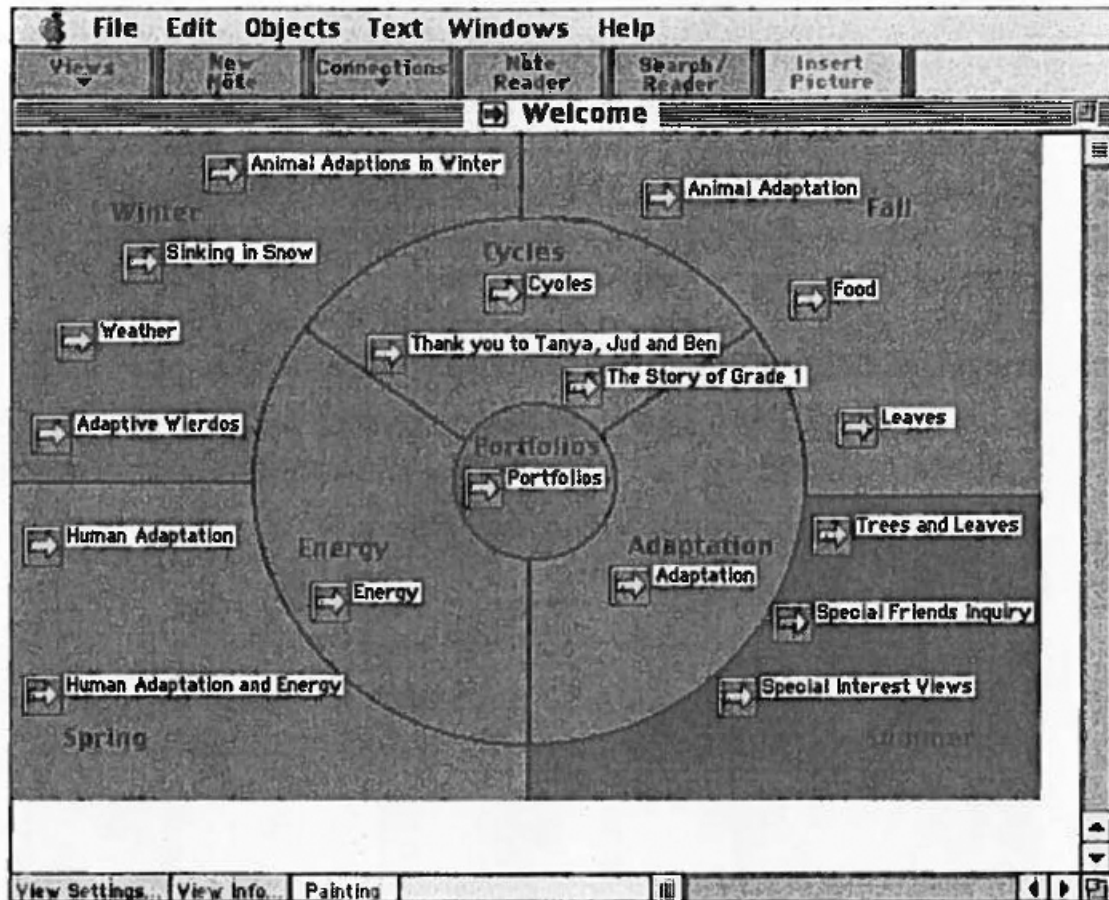 File Edit Objects Text Windows Help
Views
New Note
Connections
Note Reader
Search/ Reader
Insert Picture
Welcome
Animal Adaptions in Winter
Animal Adaptation
Winter
Fall
Sinking in Snow
Cycles
Cycles
Food
Weather
Thank you to Tanya, Jud and Ben
The Story of Grade 1
Adaptive Wierdos
Leaves
Portfolios
Portfolios
Human Adaptation
Trees and Leaves
Energy
Adaptation
Energy
Adaptation
Special Friends Inquiry
Human Adaptation and Energy
Special Interest Views
Spring
Summer
View Settings... View Info... Painting